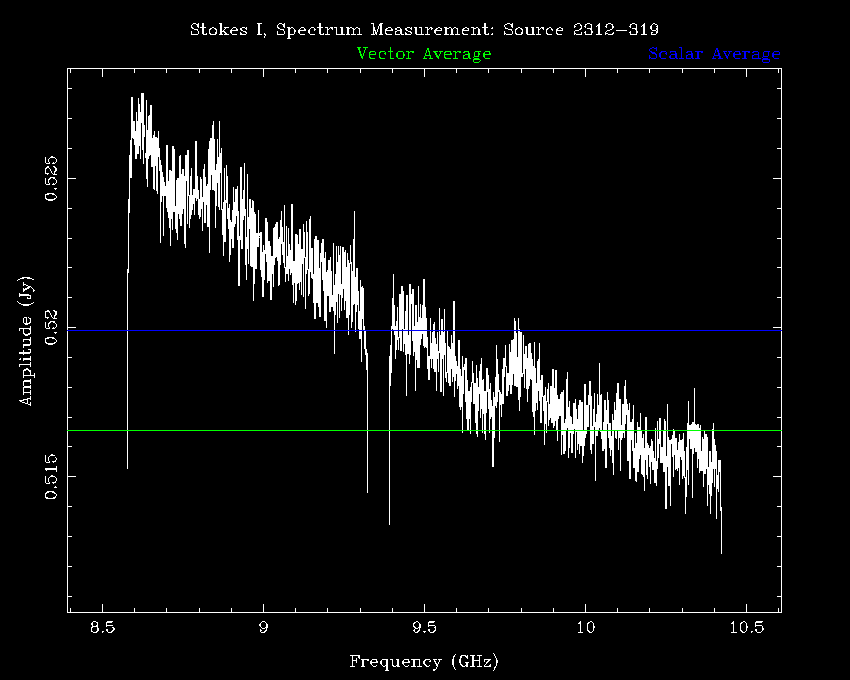 Stokes I, Spectrum Measurement: Source 2312-319
Vector Average
Scalar Average
0.525
0.52
0.515
Amplitude (Jy)
8.5 9 9.5 10 10.5
Frequency (GHz)